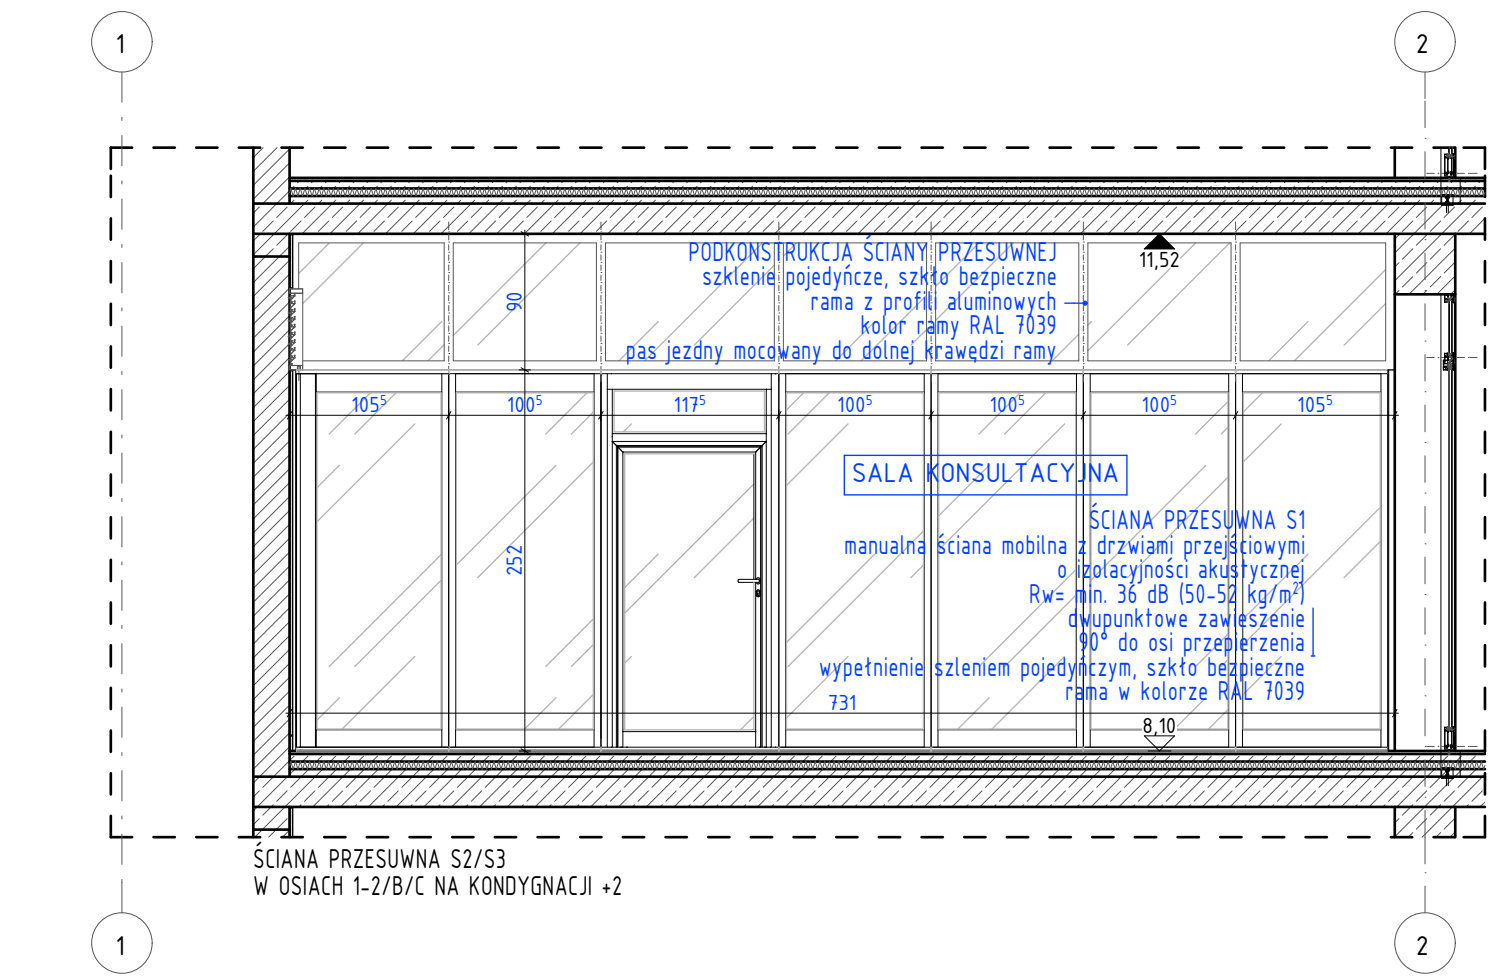 1
2
PODKONSTRUKCJA ŚCIANY PRZESUWNEJ
szklenie pojedyńcze, szkło bezpieczne
rama z profili aluminowych
kolor ramy RAL 7039
pas jezdny mocowany do dolnej krawędzi ramy
11,52
90
105⁵
100⁵
117⁵
100⁵
100⁵
100⁵
105⁵
SALA KONSULTACYJNA
252
ŚCIANA PRZESUWNA S1
manualna ściana mobilna z drzwiami przejściowymi
o izolacyjności akustycznej
Rw= min. 36 dB (50-52 kg/m²)
dwupunktowe zawieszenie
90° do osi przepierzenia
wypełnienie szleniem pojedyńczym, szkło bezpieczne
rama w kolorze RAL 7039
731
8,10
ŚCIANA PRZESUWNA S2/S3
W OSIACH 1-2/B/C NA KONDYGNACJI +2
1
2